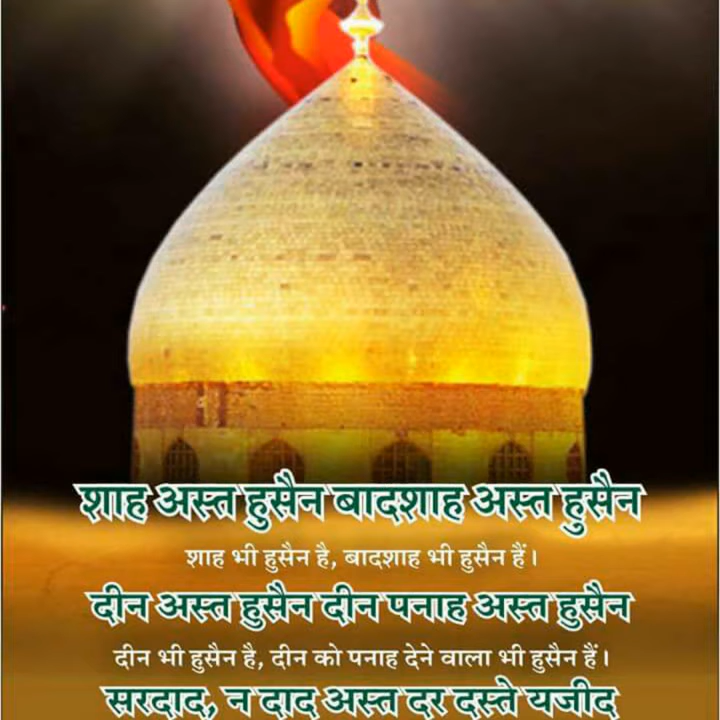 शाह अस्त हुसैन बादशाह अस्त हुसैन
शाह भी हुसैन है, बादशाह भी हुसैन हैं।
दीन अस्त हुसैन दीन पनाह अस्त हुसैन
दीन भी हुसैन है, दीन को पनाह देने वाला भी हुसैन हैं।
सरदाद, न दाद अस्त दर दस्ते यजीद